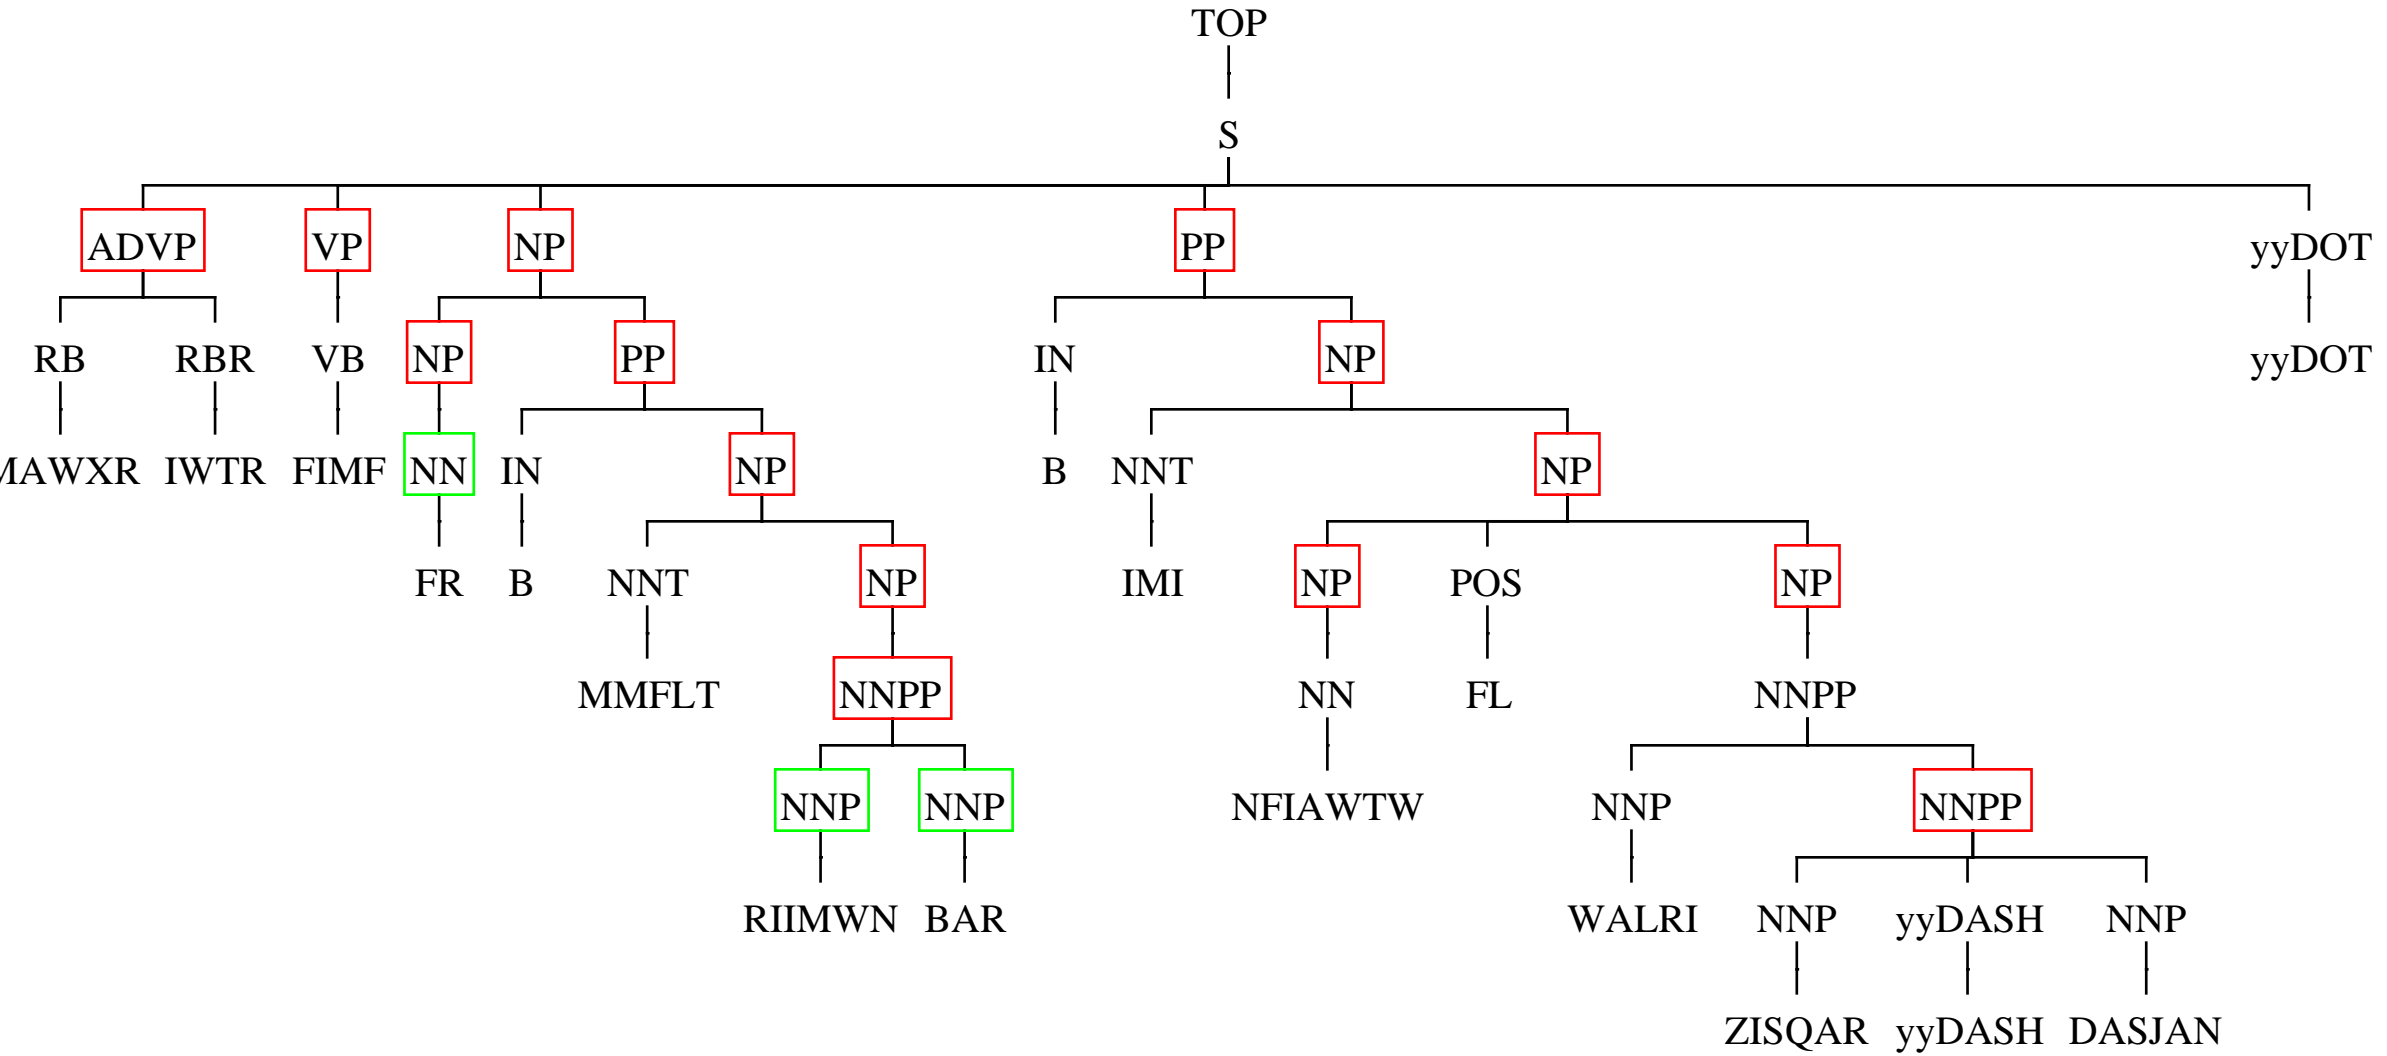 TOP
S
ADVP VP NP PP yyDOT
RB RBR VB NP PP IN NP yyDOT
IWTR FIMF NN IN NP B NNT NP
FR B NNT NP IMI NP POS NP
MMFLT NNPP NN FL NNPP
NNP NNP NFIAWTW NNP NNPP
RIIMWN BAR WALRI NNP yyDASH NNP
ZISQAR yyDASH DASJAN